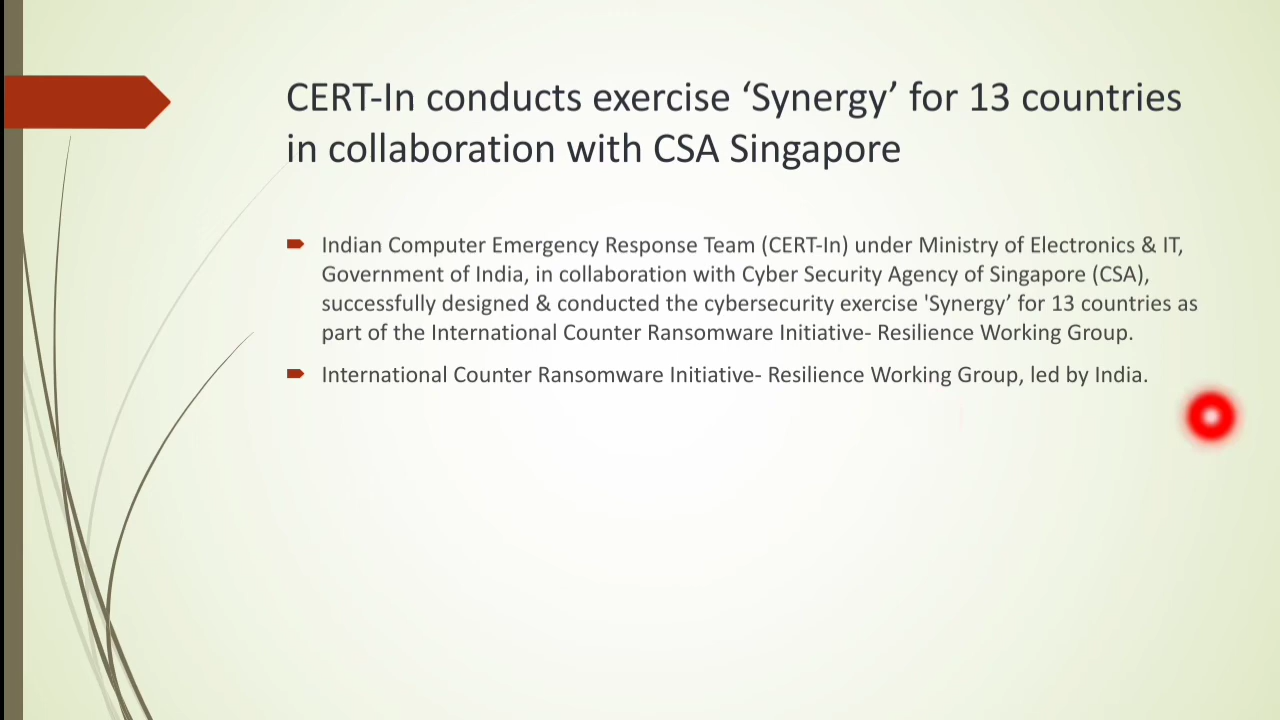 CERT-In conducts exercise ‘Synergy’ for 13 countries
in collaboration with CSA Singapore
Indian Computer Emergency Response Team (CERT-In) under Ministry of Electronics & IT,
Government of India, in collaboration with Cyber Security Agency of Singapore (CSA),
successfully designed & conducted the cybersecurity exercise 'Synergy’ for 13 countries as
part of the International Counter Ransomware Initiative- Resilience Working Group.
International Counter Ransomware Initiative- Resilience Working Group, led by India.